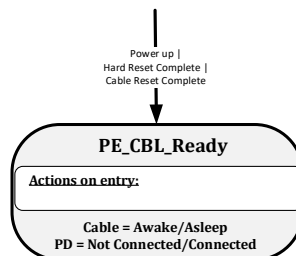 Power up |
Hard Reset Complete |
Cable Reset Complete
PE_CBL_Ready
Actions on entry:
Cable = Awake/Asleep
PD = Not Connected/Connected